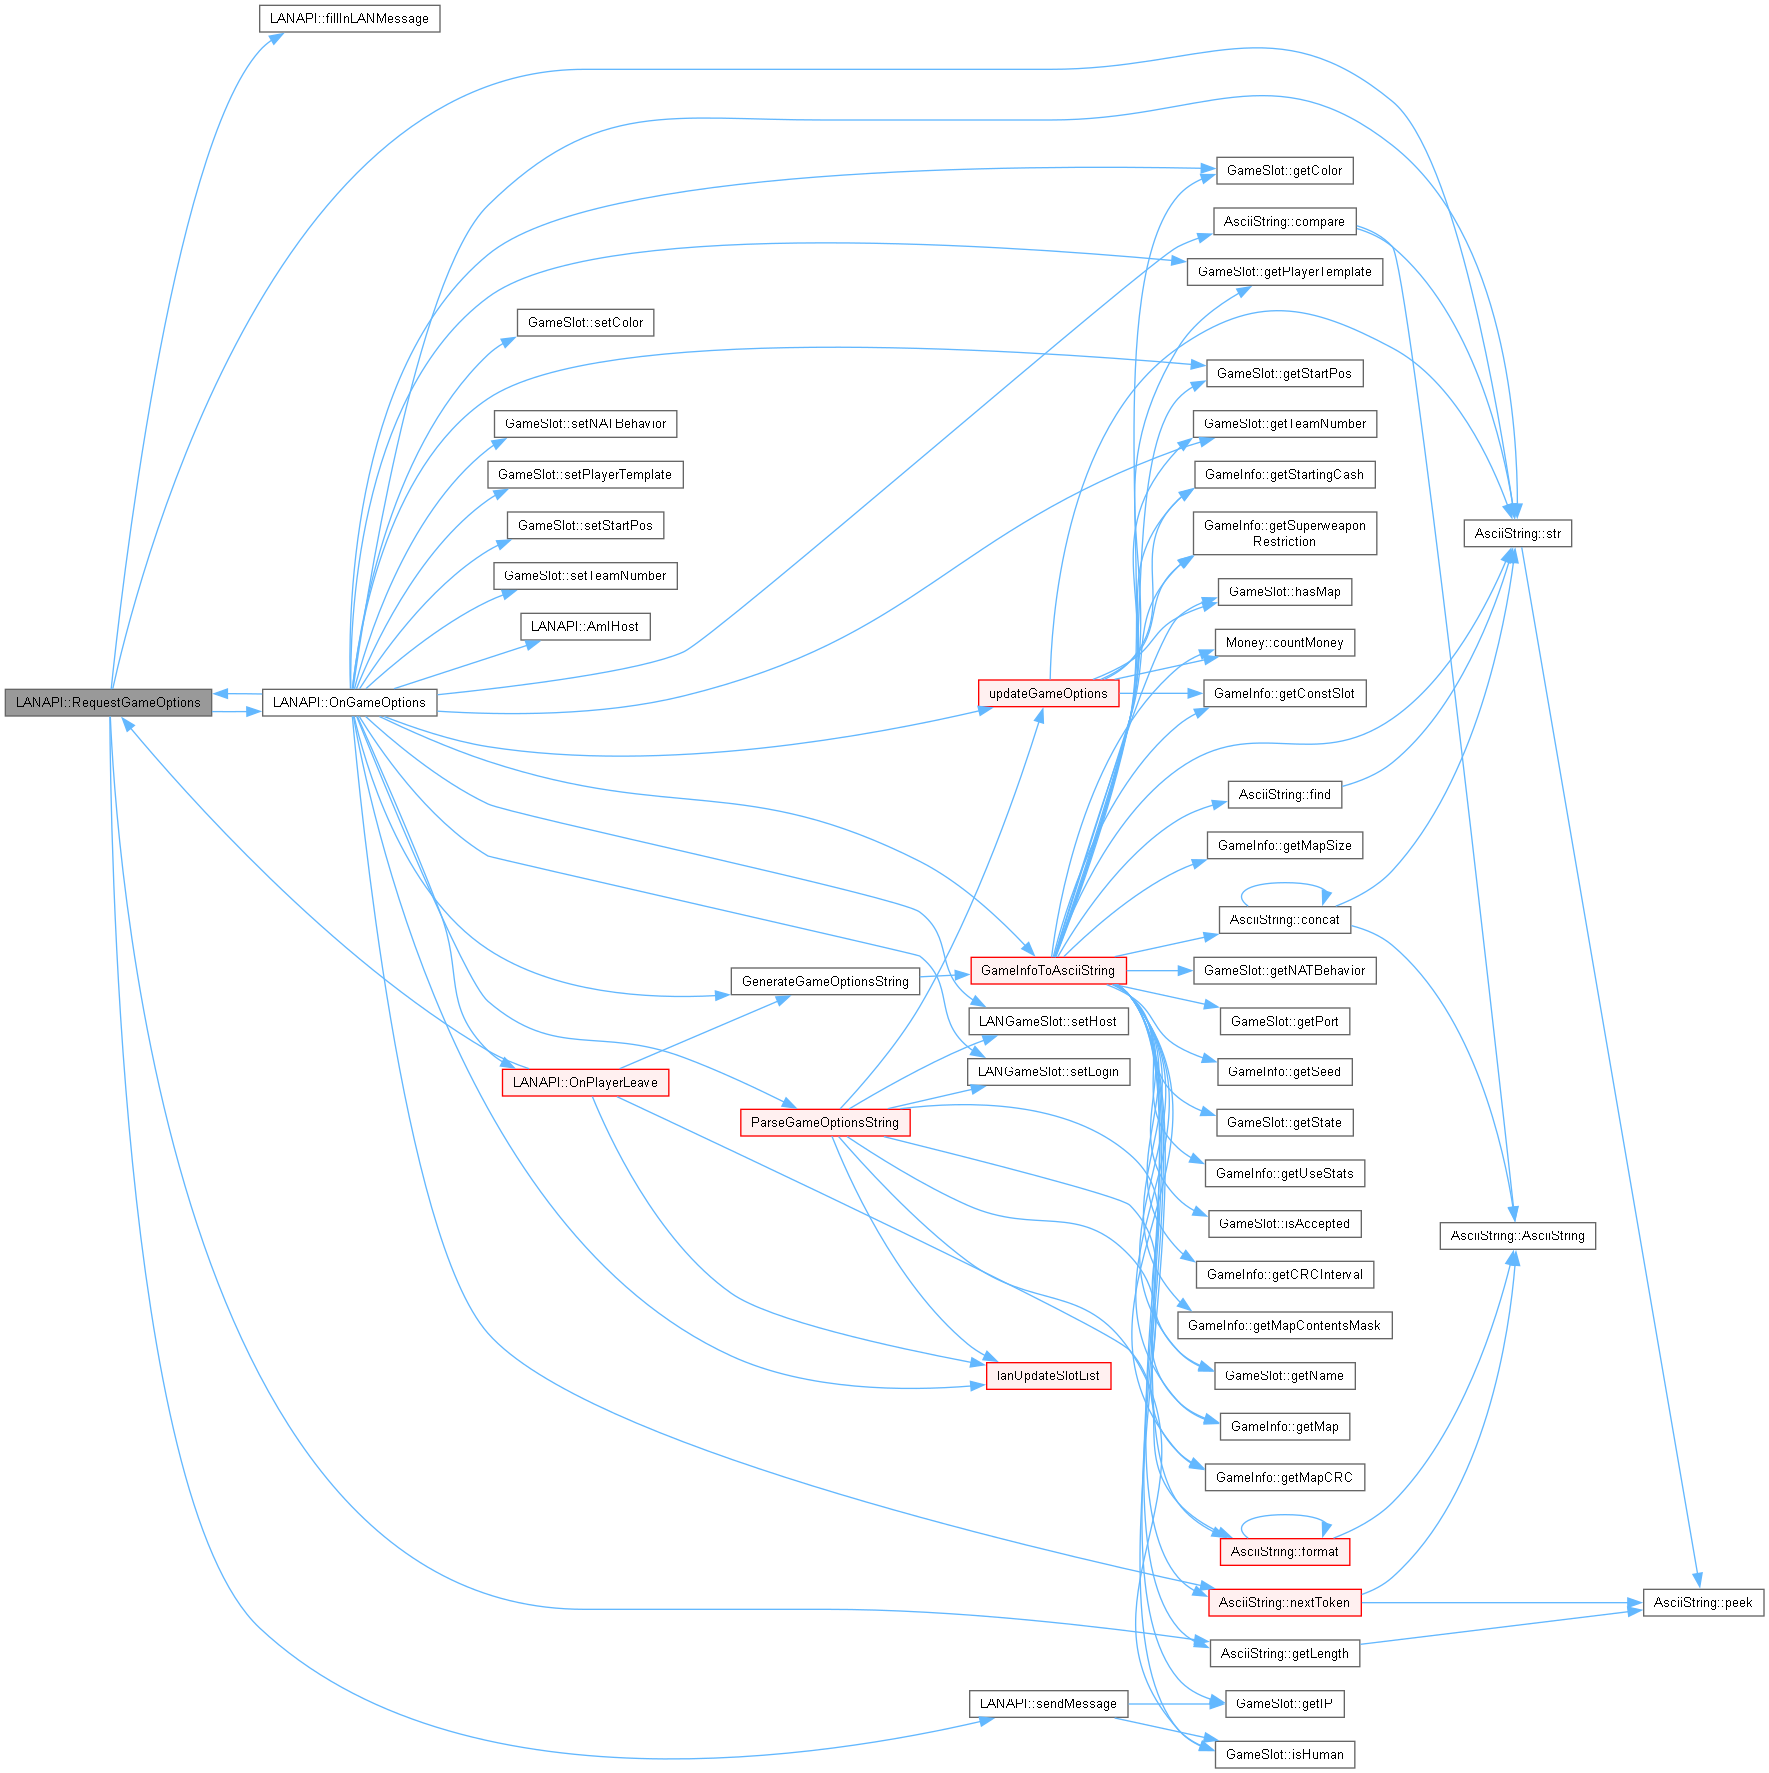 LANAPI::fillInLANMessage
GameSlot::getColor
AsciiString::compare
GameSlot::getPlayerTemplate
GameSlot::setColor
GameSlot::getStartPos
GameSlot::setNATBehavior
GameSlot::getTeamNumber
GameSlot::setPlayerTemplate
GameInfo::getStartingCash
GameSlot::setStartPos
GameInfo::getSuperweapon
Restriction
AsciiString::str
GameSlot::setTeamNumber
GameSlot::hasMap
LANAPI::AmIHost
Money::countMoney
LANAPI::RequestGameOptions
LANAPI::OnGameOptions
updateGameOptions
GameInfo::getConstSlot
AsciiString::find
GameInfo::getMapSize
AsciiString::concat
GameInfoToAsciiString
GameSlot::getNATBehavior
GenerateGameOptionsString
LANGameSlot::setHost
GameSlot::getPort
LANGameSlot::setLogin
GameInfo::getSeed
LANAPI::OnPlayerLeave
ParseGameOptionsString
GameSlot::getState
GameInfo::getUseStats
GameSlot::isAccepted
AsciiString::AsciiString
GameInfo::getCRCInterval
GameInfo::getMapContentsMask
lanUpdateSlotList
GameSlot::getName
GameInfo::getMap
GameInfo::getMapCRC
AsciiString::format
AsciiString::nextToken
AsciiString::peek
AsciiString::getLength
LANAPI::sendMessage
GameSlot::getIP
GameSlot::isHuman